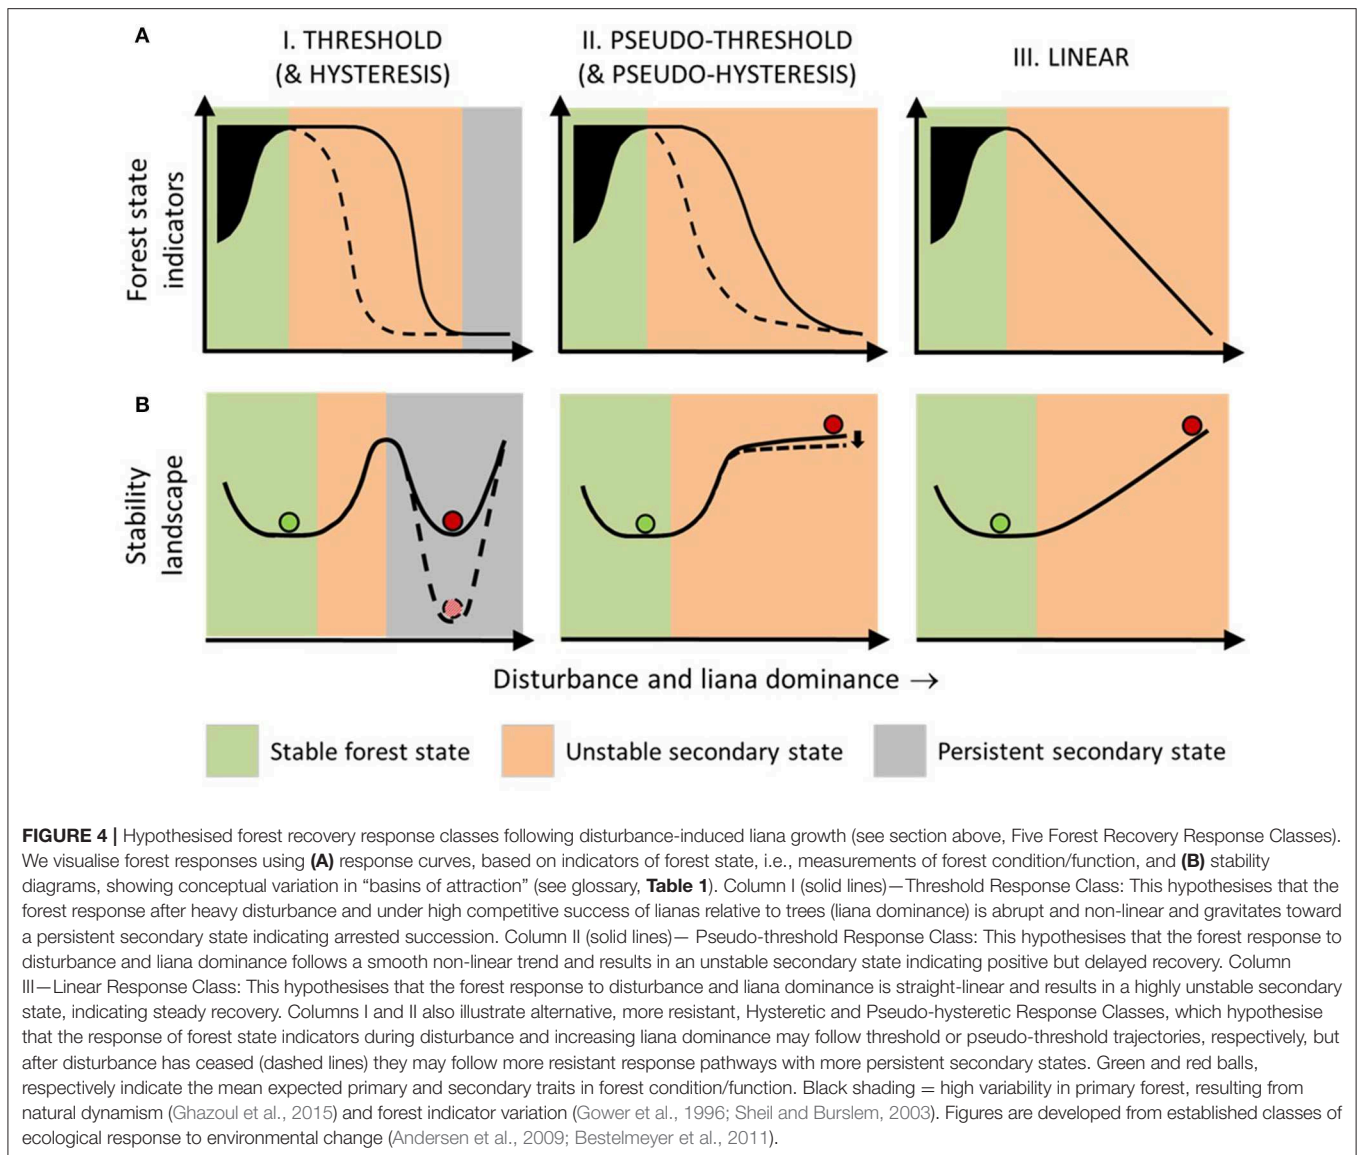 A
I. THRESHOLD
(& HYSTERESIS)
II. PSEUDO-THRESHOLD
(& PSEUDO-HYSTERESIS)
III. LINEAR
Forest state
indicators
B
Stability
landscape
Disturbance and liana dominance →
Stable forest state
Unstable secondary state
Persistent secondary state
FIGURE 4 | Hypothesised forest recovery response classes following disturbance-induced liana growth (see section above, Five Forest Recovery Response Classes).
We visualise forest responses using (A) response curves, based on indicators of forest state, i.e., measurements of forest condition/function, and (B) stability
diagrams, showing conceptual variation in “basins of attraction” (see glossary, Table 1). Column I (solid lines)—Threshold Response Class: This hypothesises that the
forest response after heavy disturbance and under high competitive success of lianas relative to trees (liana dominance) is abrupt and non-linear and gravitates toward
a persistent secondary state indicating arrested succession. Column II (solid lines)— Pseudo-threshold Response Class: This hypothesises that the forest response to
disturbance and liana dominance follows a smooth non-linear trend and results in an unstable secondary state indicating positive but delayed recovery. Column
III—Linear Response Class: This hypothesises that the forest response to disturbance and liana dominance is straight-linear and results in a highly unstable secondary
state, indicating steady recovery. Columns I and II also illustrate alternative, more resistant, Hysteretic and Pseudo-hysteretic Response Classes, which hypothesise
that the response of forest state indicators during disturbance and increasing liana dominance may follow threshold or pseudo-threshold trajectories, respectively, but
after disturbance has ceased (dashed lines) they may follow more resistant response pathways with more persistent secondary states. Green and red balls,
respectively indicate the mean expected primary and secondary traits in forest condition/function. Black shading = high variability in primary forest, resulting from
natural dynamism (Ghazoul et al., 2015) and forest indicator variation (Gower et al., 1996; Sheil and Burslem, 2003). Figures are developed from established classes of
ecological response to environmental change (Andersen et al., 2009; Bestelmeyer et al., 2011).